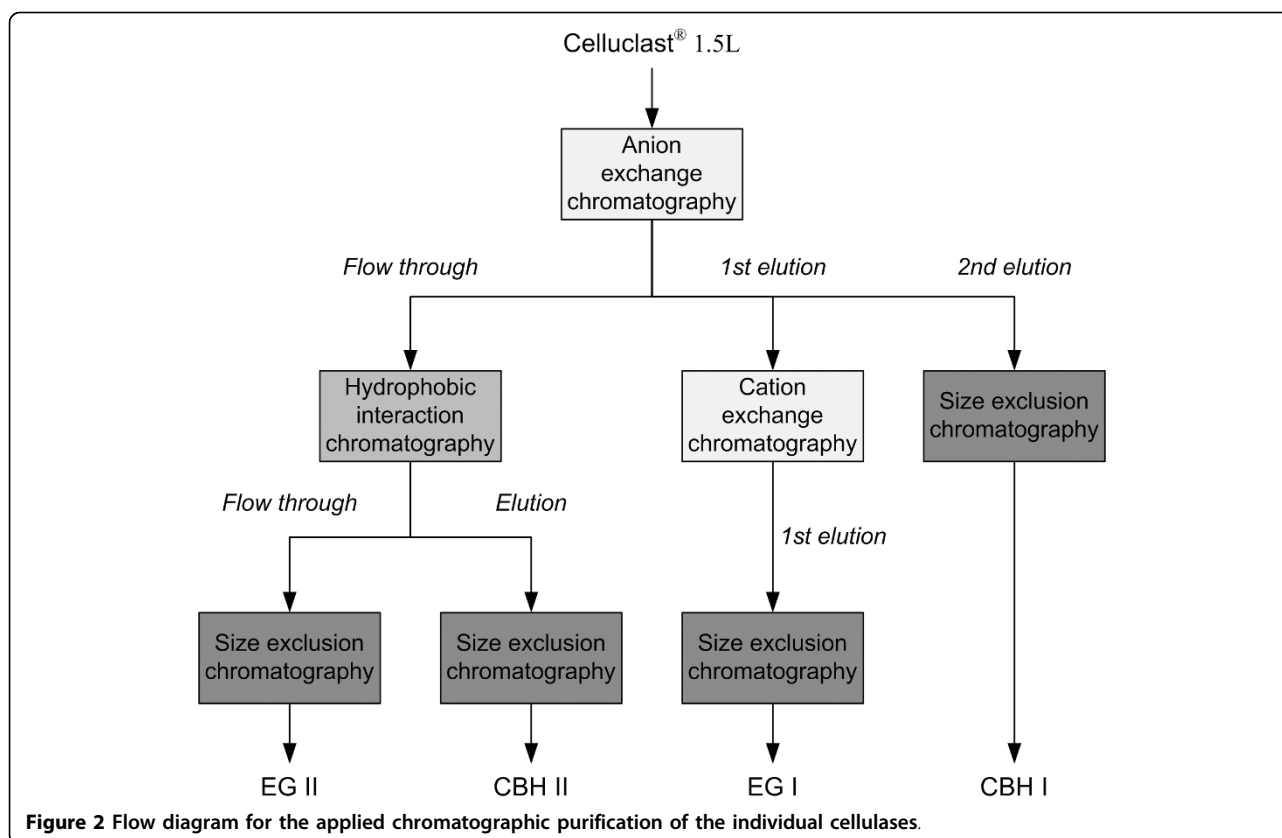 Celluclast® 1.5L
Anion
exchange
chromatography
Flow through
1st elution
2nd elution
Hydrophobic
interaction
chromatography
Cation
exchange
chromatography
Size exclusion
chromatography
Flow through
Elution
1st elution
Size exclusion
chromatography
Size exclusion
chromatography
Size exclusion
chromatography
EG II
CBH II
EG I
CBH I
Figure 2 Flow diagram for the applied chromatographic purification of the individual cellulases.